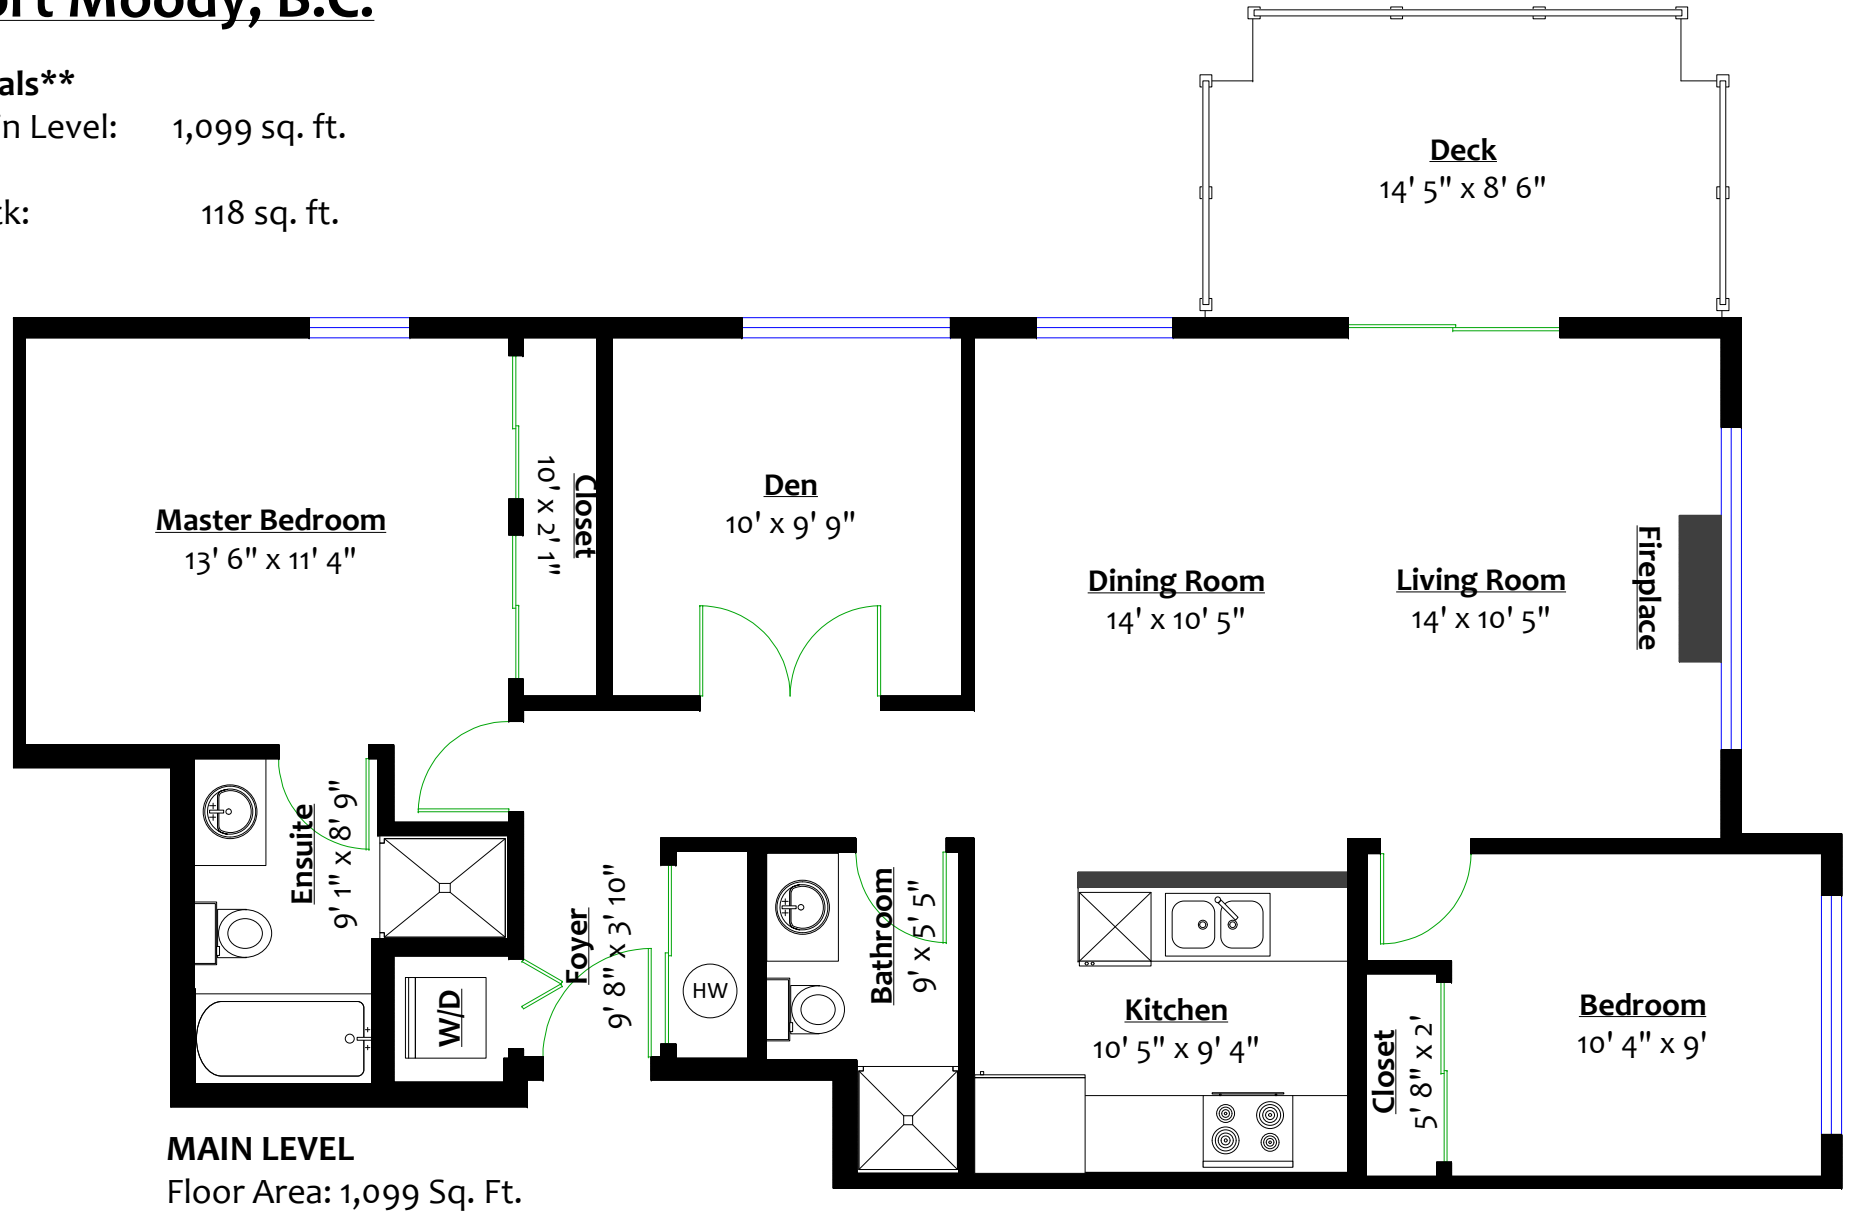 ort Moody, B.C.
als**
n Level: 1,099 sq. ft.
k: 118 sq. ft.
Deck
14' 5" x 8' 6"
Master Bedroom
13' 6" x 11' 4"
Closet
10' x 2' 1"
Den
10' x 9' 9"
Dining Room
14' x 10' 5"
Living Room
14' x 10' 5"
Fireplace
Ensuite
9' 1" x 8' 9"
W/D
Foyer
9' 8" x 3' 10"
HW
Bathroom
9' x 5' 5"
Kitchen
10' 5" x 9' 4"
Closet
5' 8" x 2'
Bedroom
10' 4" x 9'
MAIN LEVEL
Floor Area: 1,099 Sq. Ft.